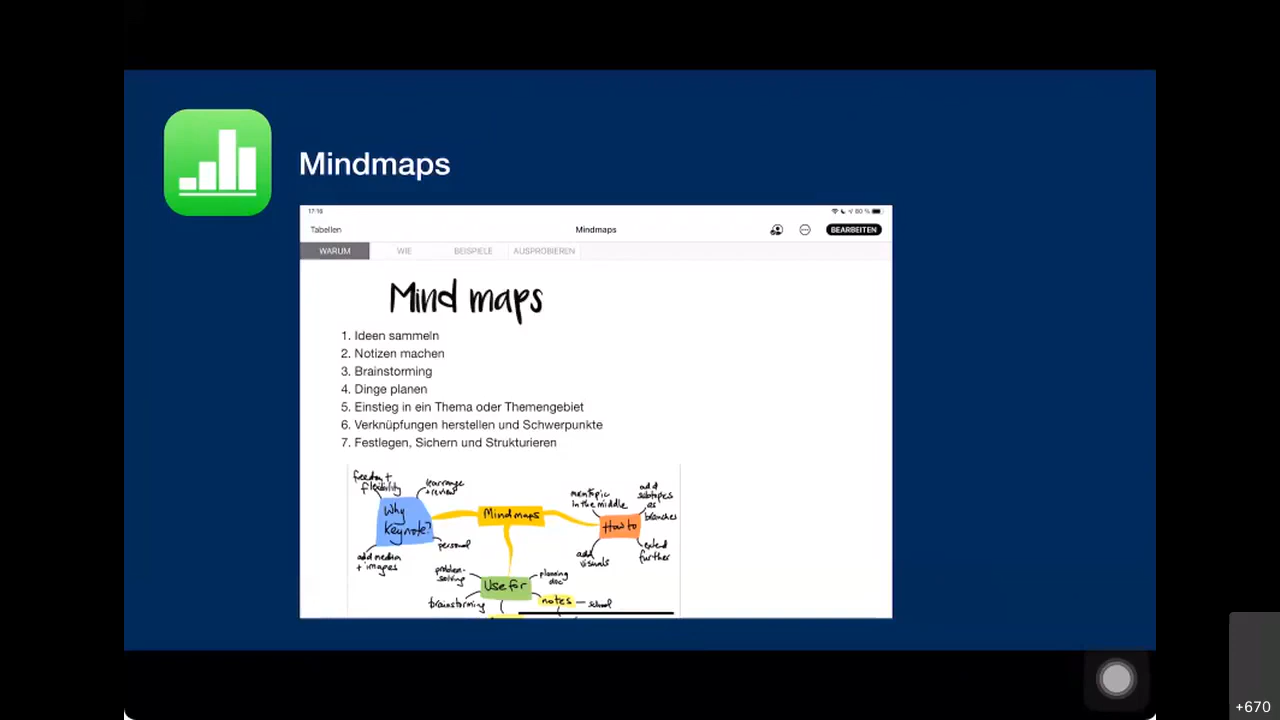 Mindmaps
17:16
80 %
Tabellen
Mindmaps
BEARBEITEN
WARUM
WIE
BEISPIELE
AUSPROBIEREN
Mind maps
1. Ideen sammeln
2. Notizen machen
3. Brainstorming
4. Dinge planen
5. Einstieg in ein Thema oder Themengebiet
6. Verknüpfungen herstellen und Schwerpunkte
7. Festlegen, Sichern und Strukturieren
freedom +
flexibility
rearrange
+ review
Why
Keynote?
personal
add media
+ images
Mindmaps
main topic
in the middle
add
subtopics
as
branches
How to
add
visuals
extend
further
problem-
solving
Use for
planning
doc
brainstorming
notes
school
+670